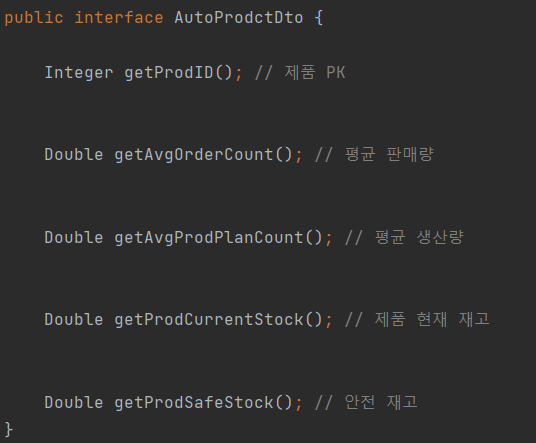 public interface AutoProdctDto {
Integer getProdID(); // 제품 PK
Double getAvgOrderCount(); // 평균 판매량
Double getAvgProdPlanCount(); // 평균 생산량
Double getProdCurrentStock(); // 제품 현재 재고
Double getProdSafeStock(); // 안전 재고
}